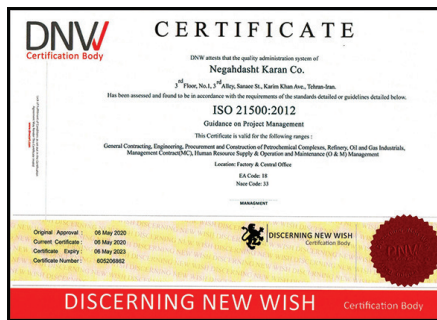 DNW
Certification Body
CERTIFICATE
DNW attests that the quality administration system of
Negahdasht Karan Co.
3rd Floor, No.1, 3rd Alley, Sanaee St., Karim Khan Ave., Tehran-Iran.
Has been assessed and found to be in accordance with the requirements of the standards detailed or guidelines detailed below.
ISO 21500:2012
Guidance on Project Management
This Certificate is valid for the following ranges :
General Contracting, Engineering, Procurement and Construction of Petrochemical Complexes, Refinery, Oil and Gas Industrials,
Management Contract(MC), Human Resource Supply & Operation and Maintenance (O & M) Management
Location: Factory & Central Office
EA Code: 18
Nace Code: 33
MANAGMENT
Original Approval : 06 May 2020
Current Certificate : 06 May 2020
Certificate Expiry : 06 May 2023
Certificate Number : 605206862
DISCERNING NEW WISH
Certification Body
DNW
DISCERNING NEW WISH Certification Body